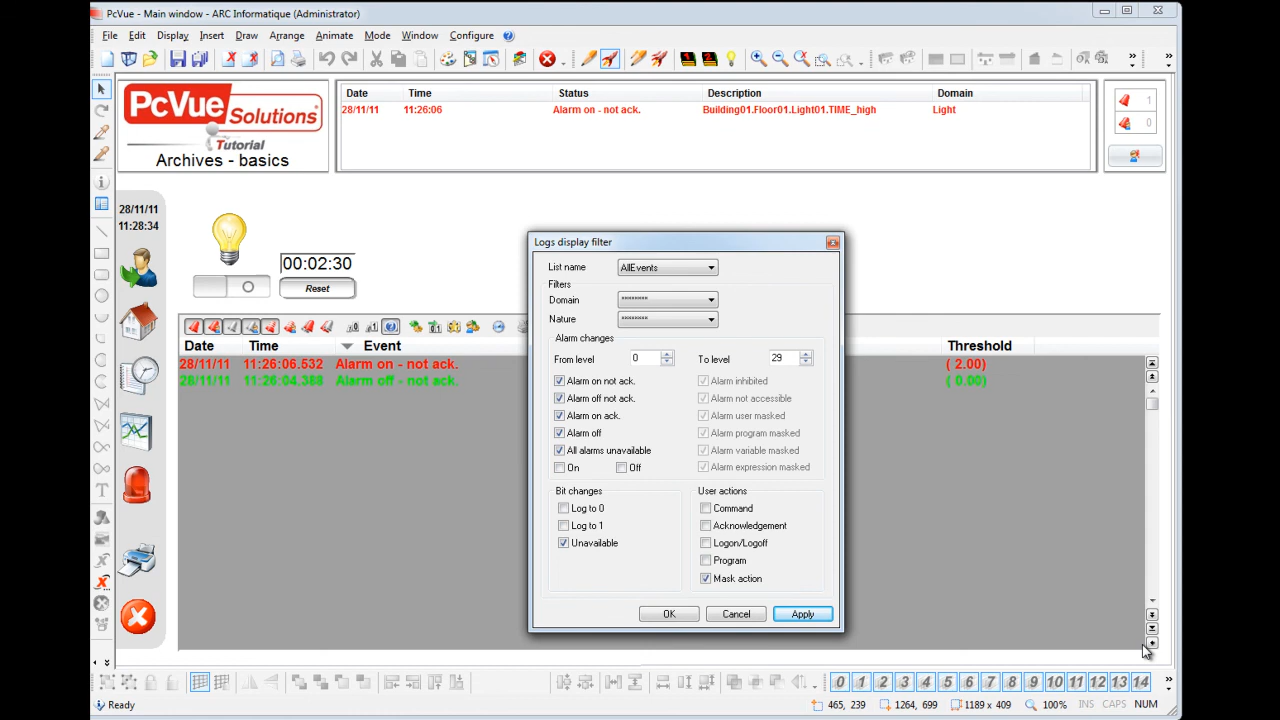 PcVue - Main window - ARC Informatique (Administrator)
File Edit Display Insert Draw Arrange Animate Mode Window Configure
PcVue Solutions
Tutorial
Archives - basics
Date Time Status Description Domain
28/11/11 11:26:06 Alarm on - not ack. Building01.Floor01.Light01.TIME_high Light
1
0
28/11/11
11:28:34
00:02:30
Reset
Date Time Event Threshold
28/11/11 11:26:06.532 Alarm on - not ack. ( 2.00)
28/11/11 11:26:04.388 Alarm off - not ack. ( 0.00)
Logs display filter
List name AllEvents
Filters
Domain ********
Nature ********
Alarm changes
From level 0 To level 29
Alarm on not ack. Alarm inhibited
Alarm off not ack. Alarm not accessible
Alarm on ack. Alarm user masked
Alarm off Alarm program masked
All alarms unavailable Alarm variable masked
On Off Alarm expression masked
Bit changes User actions
Log to 0 Command
Log to 1 Acknowledgement
Unavailable Logon/Logoff
Program
Mask action
OK Cancel Apply
0 1 2 3 4 5 6 7 8 9 10 11 12 13 14
Ready 465, 239 1264, 699 1189 x 409 100% INS CAPS NUM